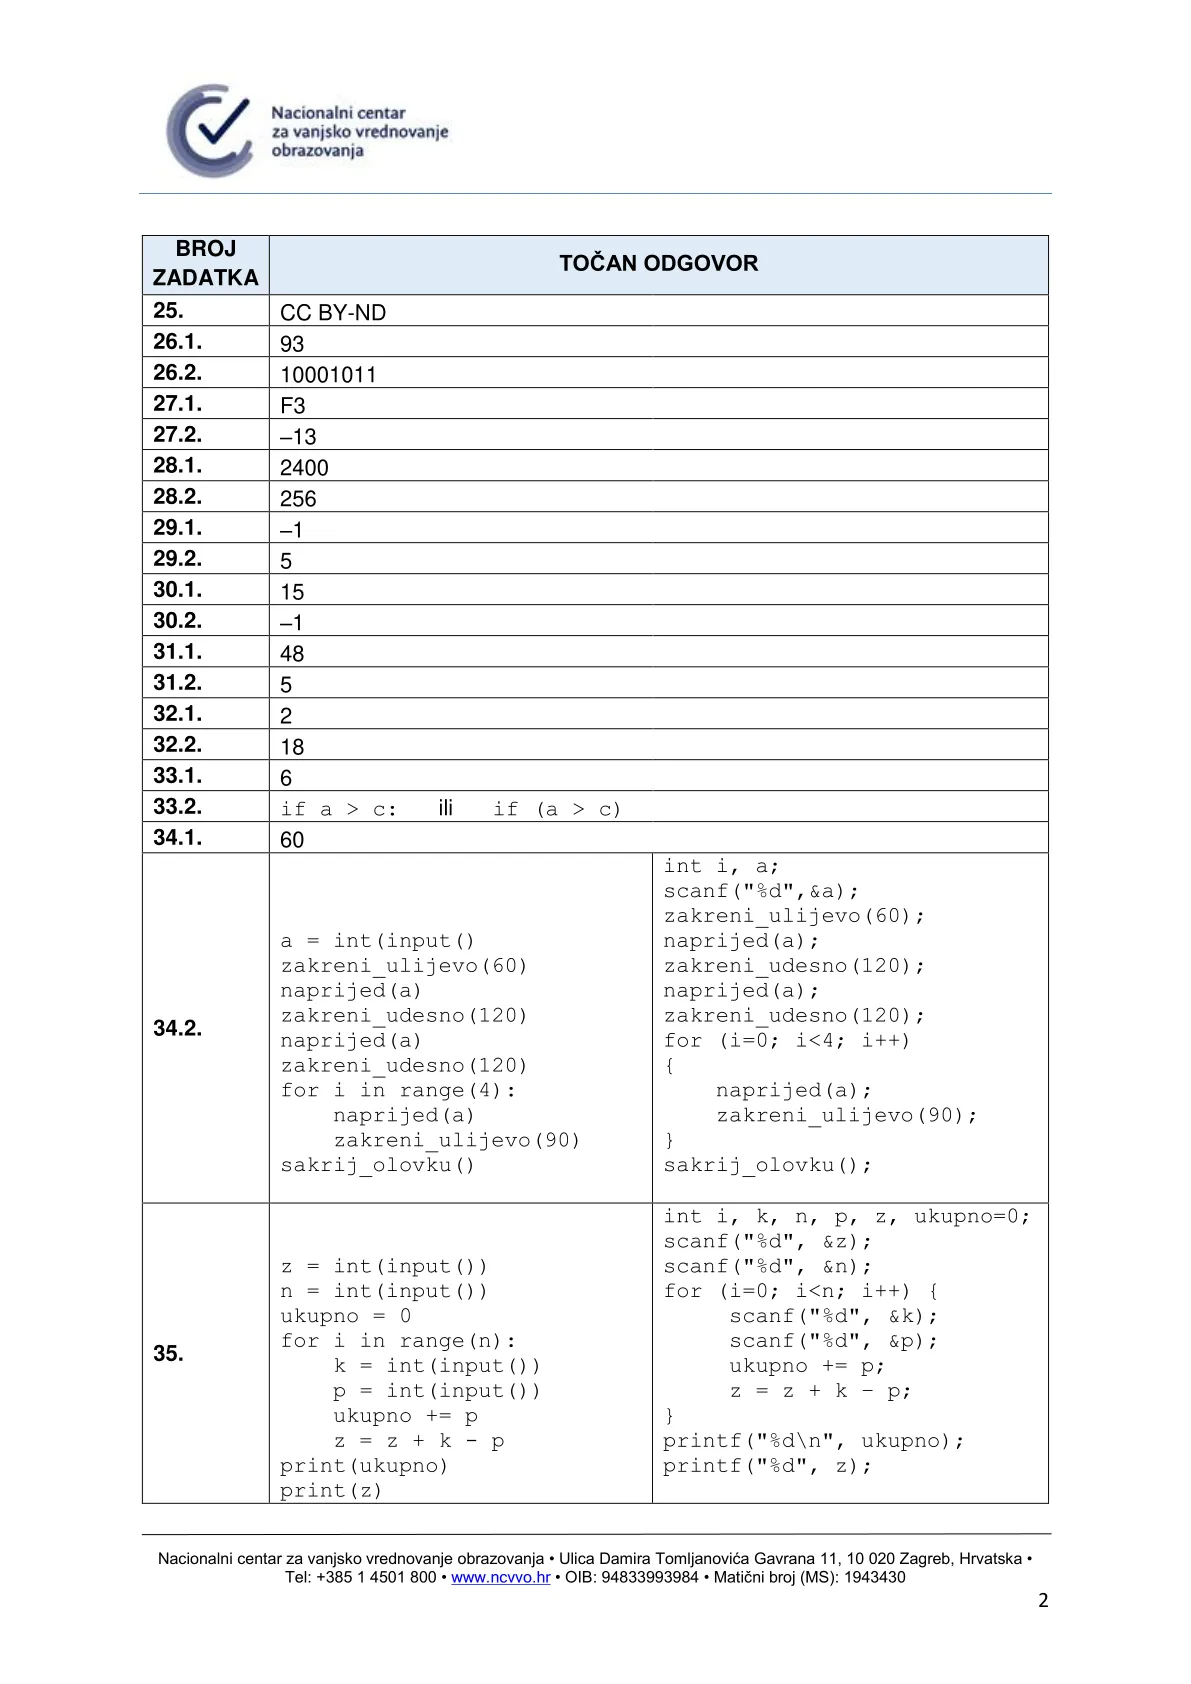 Nacionalni centar
za vanjsko vrednovanje
obrazovanja
BROJ
ZADATKA
TOČAN ODGOVOR
25.
CC BY-ND
26.1.
93
26.2.
10001011
27.1.
F3
27.2.
–13
28.1.
2400
28.2.
256
29.1.
–1
29.2.
5
30.1.
15
30.2.
–1
31.1.
48
31.2.
5
32.1.
2
32.2.
18
33.1.
6
33.2.
if a > c: ili if (a > c)
34.1.
60
34.2.
a = int(input()
zakreni_ulijevo(60)
naprijed(a)
zakreni_udesno(120)
naprijed(a)
zakreni_udesno(120)
for i in range(4):
    naprijed(a)
    zakreni_ulijevo(90)
sakrij_olovku()
int i, a;
scanf("%d",&a);
zakreni_ulijevo(60);
naprijed(a);
zakreni_udesno(120);
naprijed(a);
zakreni_udesno(120);
for (i=0; i<4; i++)
{
    naprijed(a);
    zakreni_ulijevo(90);
}
sakrij_olovku();
35.
z = int(input())
n = int(input())
ukupno = 0
for i in range(n):
    k = int(input())
    p = int(input())
    ukupno += p
    z = z + k - p
print(ukupno)
print(z)
int i, k, n, p, z, ukupno=0;
scanf("%d", &z);
scanf("%d", &n);
for (i=0; i<n; i++) {
     scanf("%d", &k);
     scanf("%d", &p);
     ukupno += p;
     z = z + k – p;
}
printf("%d\n", ukupno);
printf("%d", z);
Nacionalni centar za vanjsko vrednovanje obrazovanja • Ulica Damira Tomljanovića Gavrana 11, 10 020 Zagreb, Hrvatska •
Tel: +385 1 4501 800 • www.ncvvo.hr • OIB: 94833993984 • Matični broj (MS): 1943430
2